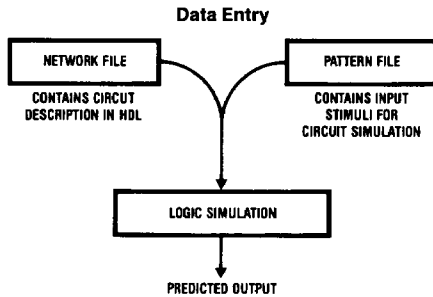 Data Entry
NETWORK FILE
CONTAINS CIRCUT
DESCRIPTION IN HDL
PATTERN FILE
CONTAINS INPUT
STIMULI FOR
CIRCUIT SIMULATION
LOGIC SIMULATION
PREDICTED OUTPUT